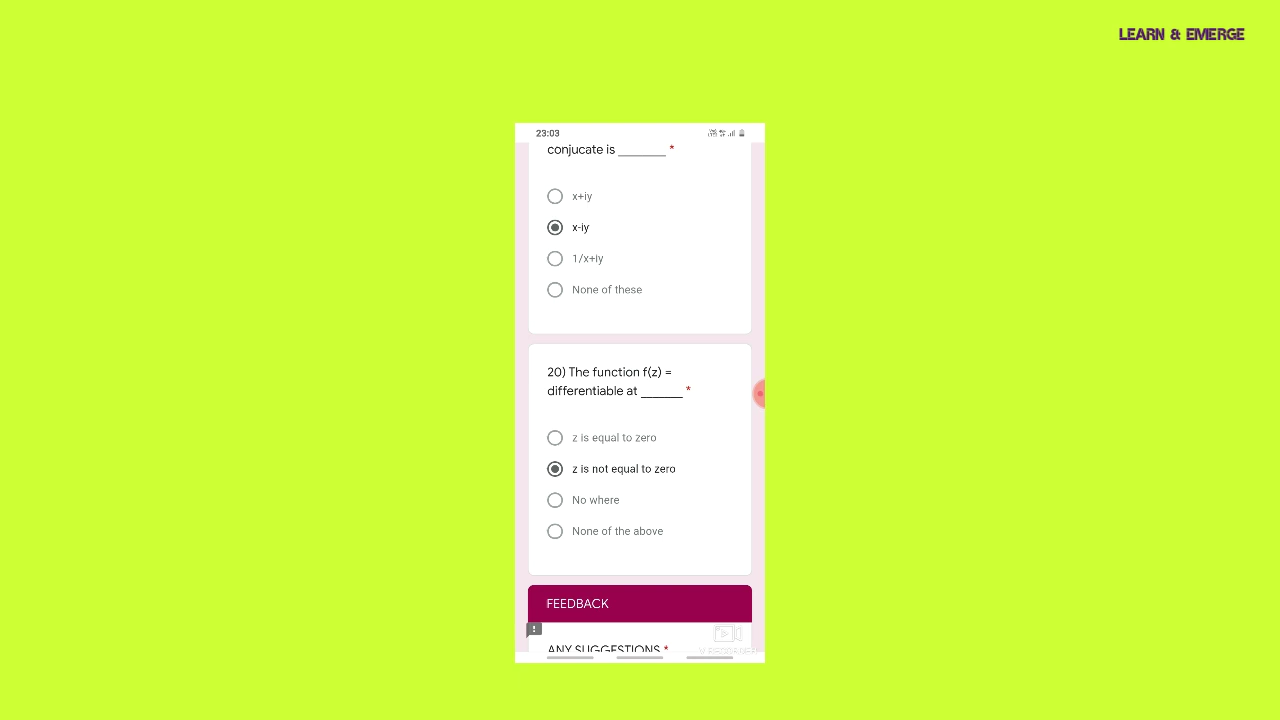 LEARN & EMERGE
23:03
conjucate is ________ *
x+iy
x-iy
1/x+iy
None of these
20) The function f(z) =
differentiable at _______ *
z is equal to zero
z is not equal to zero
No where
None of the above
FEEDBACK
ANY SUGGESTIONS *